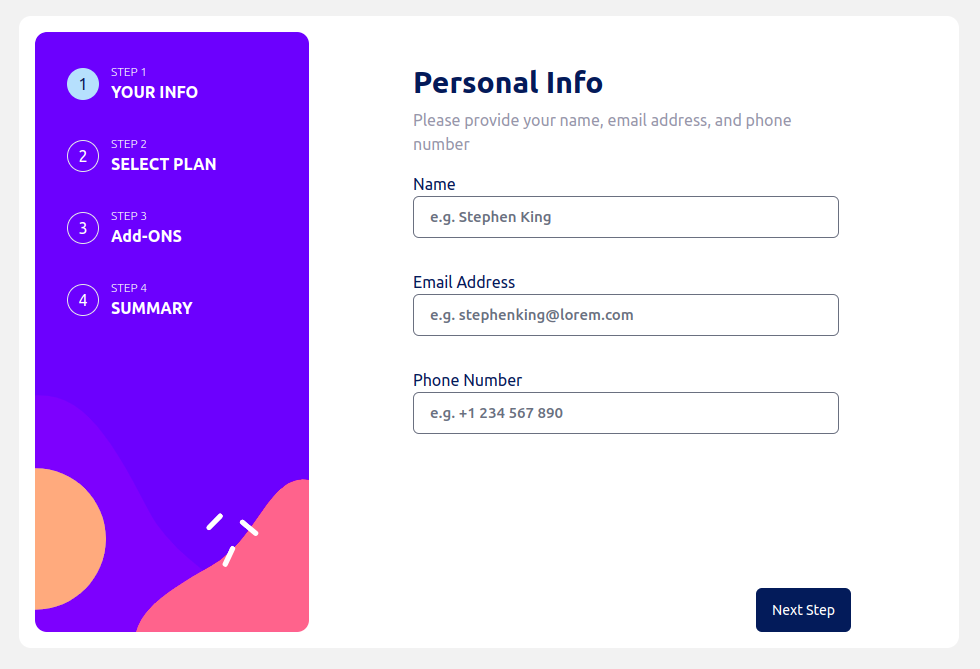 1
STEP 1
YOUR INFO
2
STEP 2
SELECT PLAN
3
STEP 3
Add-ONS
4
STEP 4
SUMMARY
Personal Info
Please provide your name, email address, and phone
number
Name
e.g. Stephen King
Email Address
e.g. stephenking@lorem.com
Phone Number
e.g. +1 234 567 890
Next Step